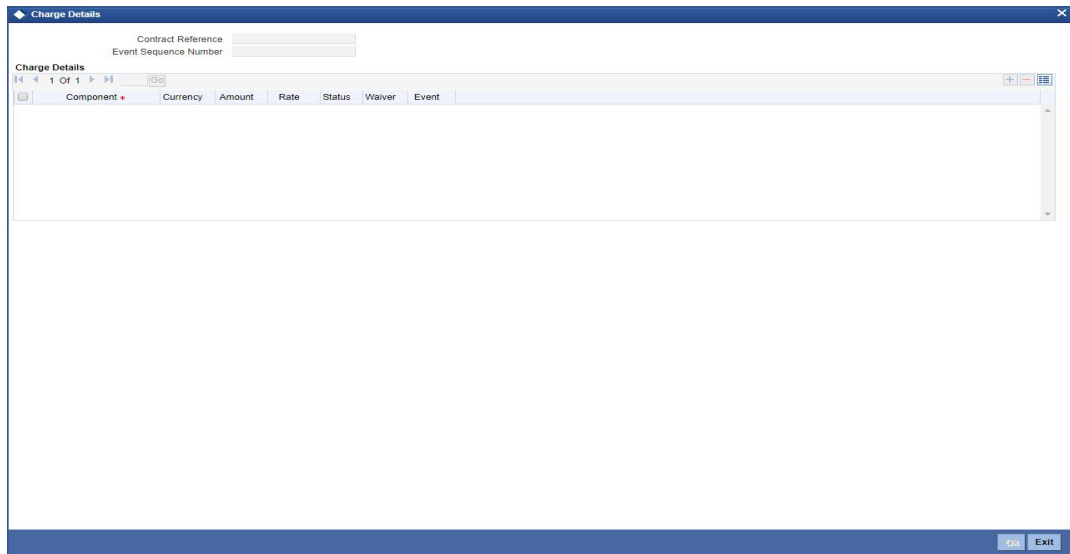 Charge Details
Contract Reference
Event Sequence Number
Charge Details
1 Of 1 Go
Component * Currency Amount Rate Status Waiver Event
Exit